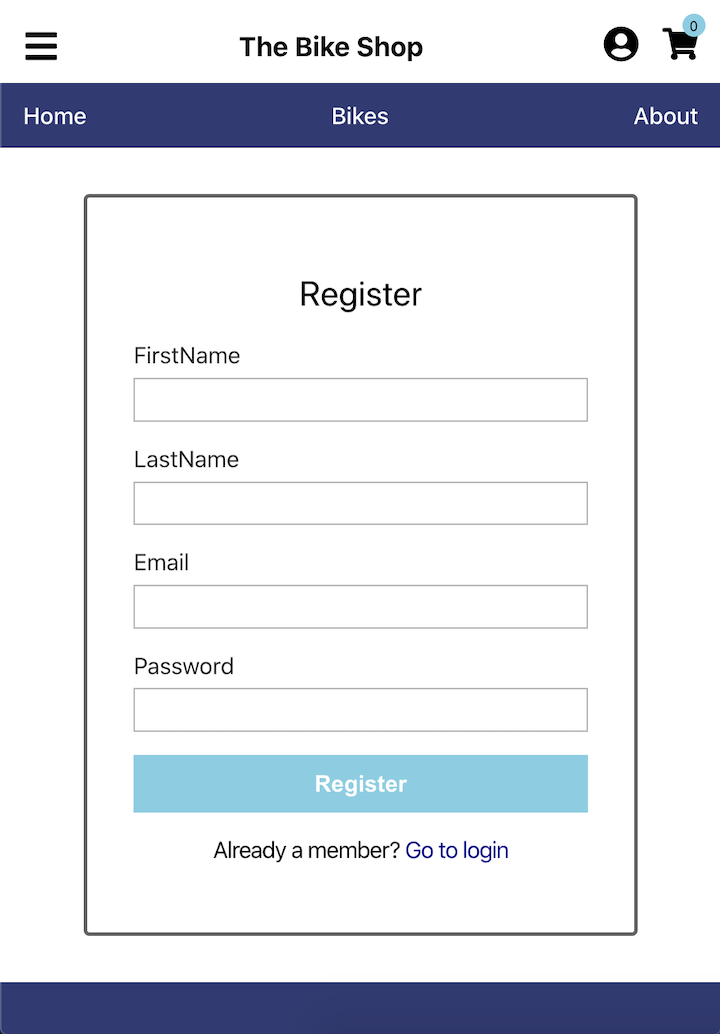 The Bike Shop
0
Home Bikes About
Register
FirstName
LastName
Email
Password
Register
Already a member? Go to login